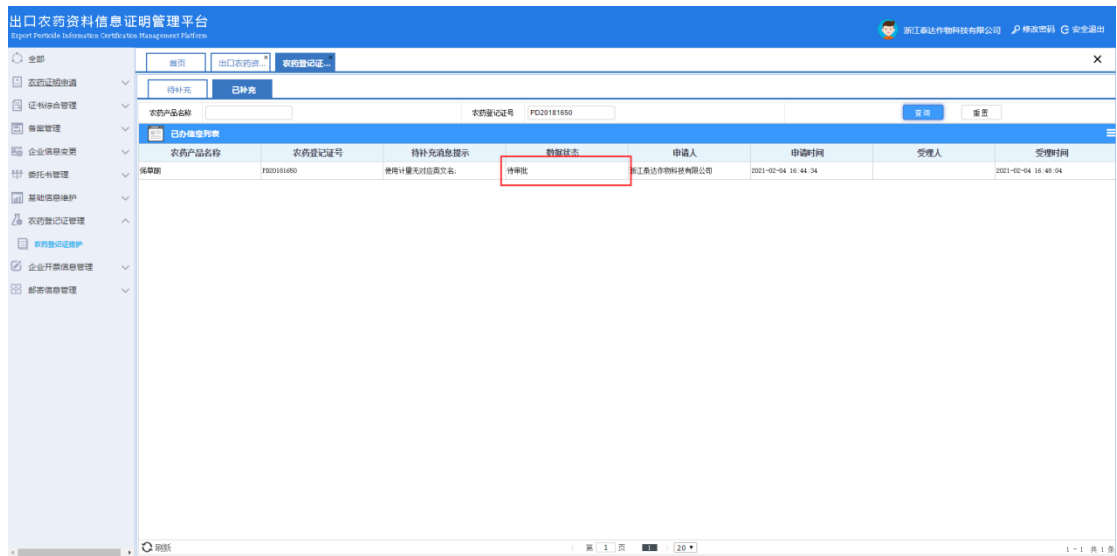 出口农药资料信息证明管理平台
Export Pesticide Information Certification Management Platform
浙江泰达作物科技有限公司 修改密码 安全退出
全部
农药证明申请
证书综合管理
备案管理
企业信息变更
委托书管理
基础信息维护
农药登记证管理
农药登记证维护
企业开票信息管理
邮寄信息管理
首页 出口农药资... 农药登记证...
待补充 已补充
农药产品名称 农药登记证号 PD20181650 查询 重置
已办信息列表
农药产品名称 农药登记证号 待补充消息提示 数据状态 申请人 申请时间 受理人 受理时间
PD20181650 使用计量无对应英文名; 待审批 浙江泰达作物科技有限公司 2021-02-04 16:44:34 2021-02-04 16:48:04
刷新 第 1 页 1 20 1 - 1 共 1 条